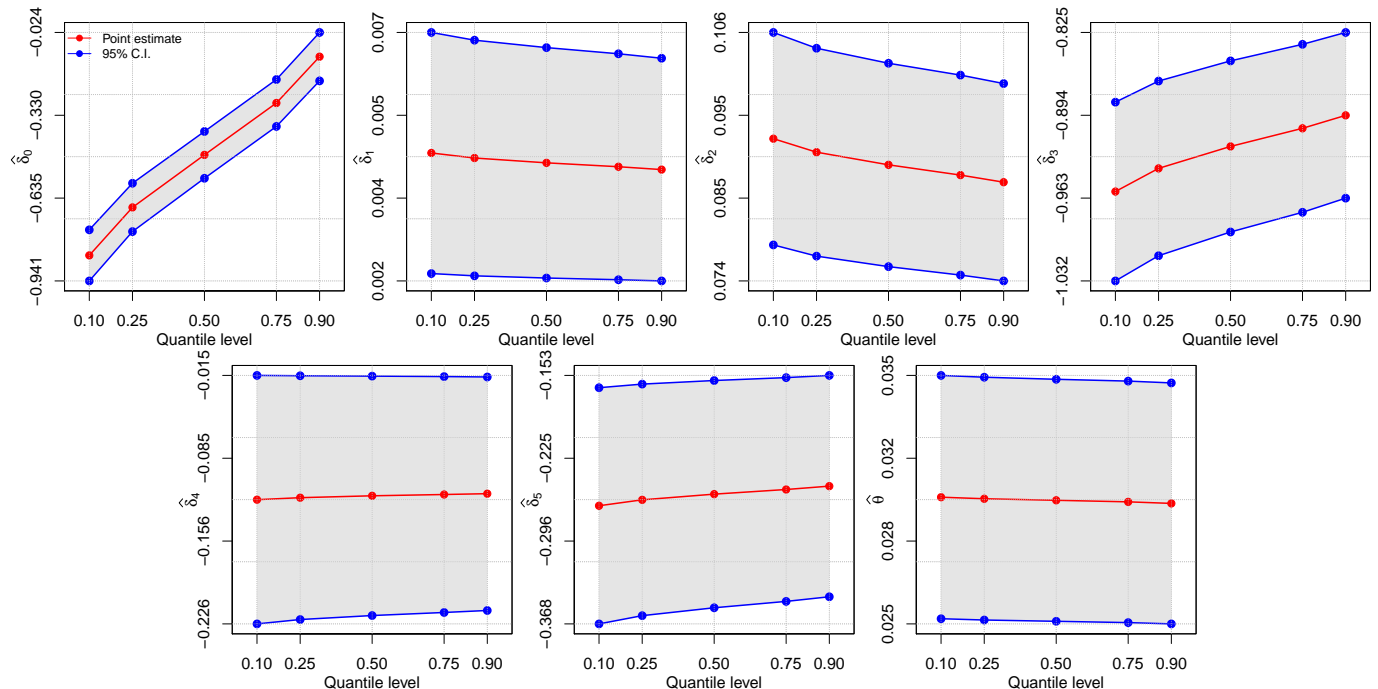 −0.024
−0.330
−0.635
−0.941
δ̂0
Point estimate
95% C.I.
0.10 0.25 0.50 0.75 0.90
Quantile level
0.007
0.005
0.004
0.002
δ̂1
0.10 0.25 0.50 0.75 0.90
Quantile level
0.106
0.095
0.085
0.074
δ̂2
0.10 0.25 0.50 0.75 0.90
Quantile level
−0.825
−0.894
−0.963
−1.032
δ̂3
0.10 0.25 0.50 0.75 0.90
Quantile level
−0.015
−0.085
−0.156
−0.226
δ̂4
0.10 0.25 0.50 0.75 0.90
Quantile level
−0.153
−0.225
−0.296
−0.368
δ̂5
0.10 0.25 0.50 0.75 0.90
Quantile level
0.035
0.032
0.028
0.025
θ̂
0.10 0.25 0.50 0.75 0.90
Quantile level